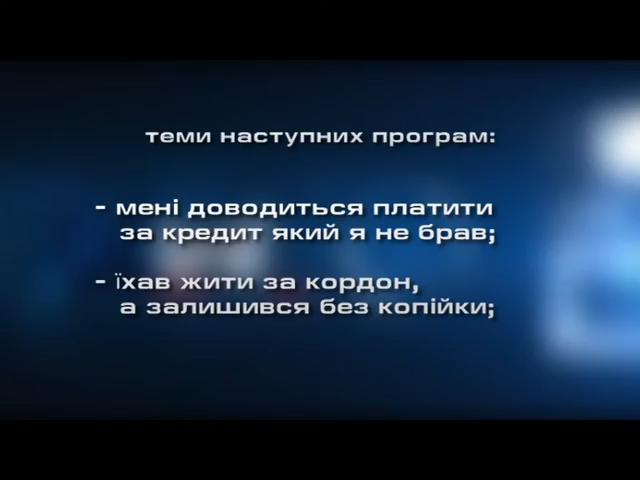 теми наступних програм:
- мені доводиться платити
за кредит який я не брав;
- їхав жити за кордон,
а залишився без копійки;